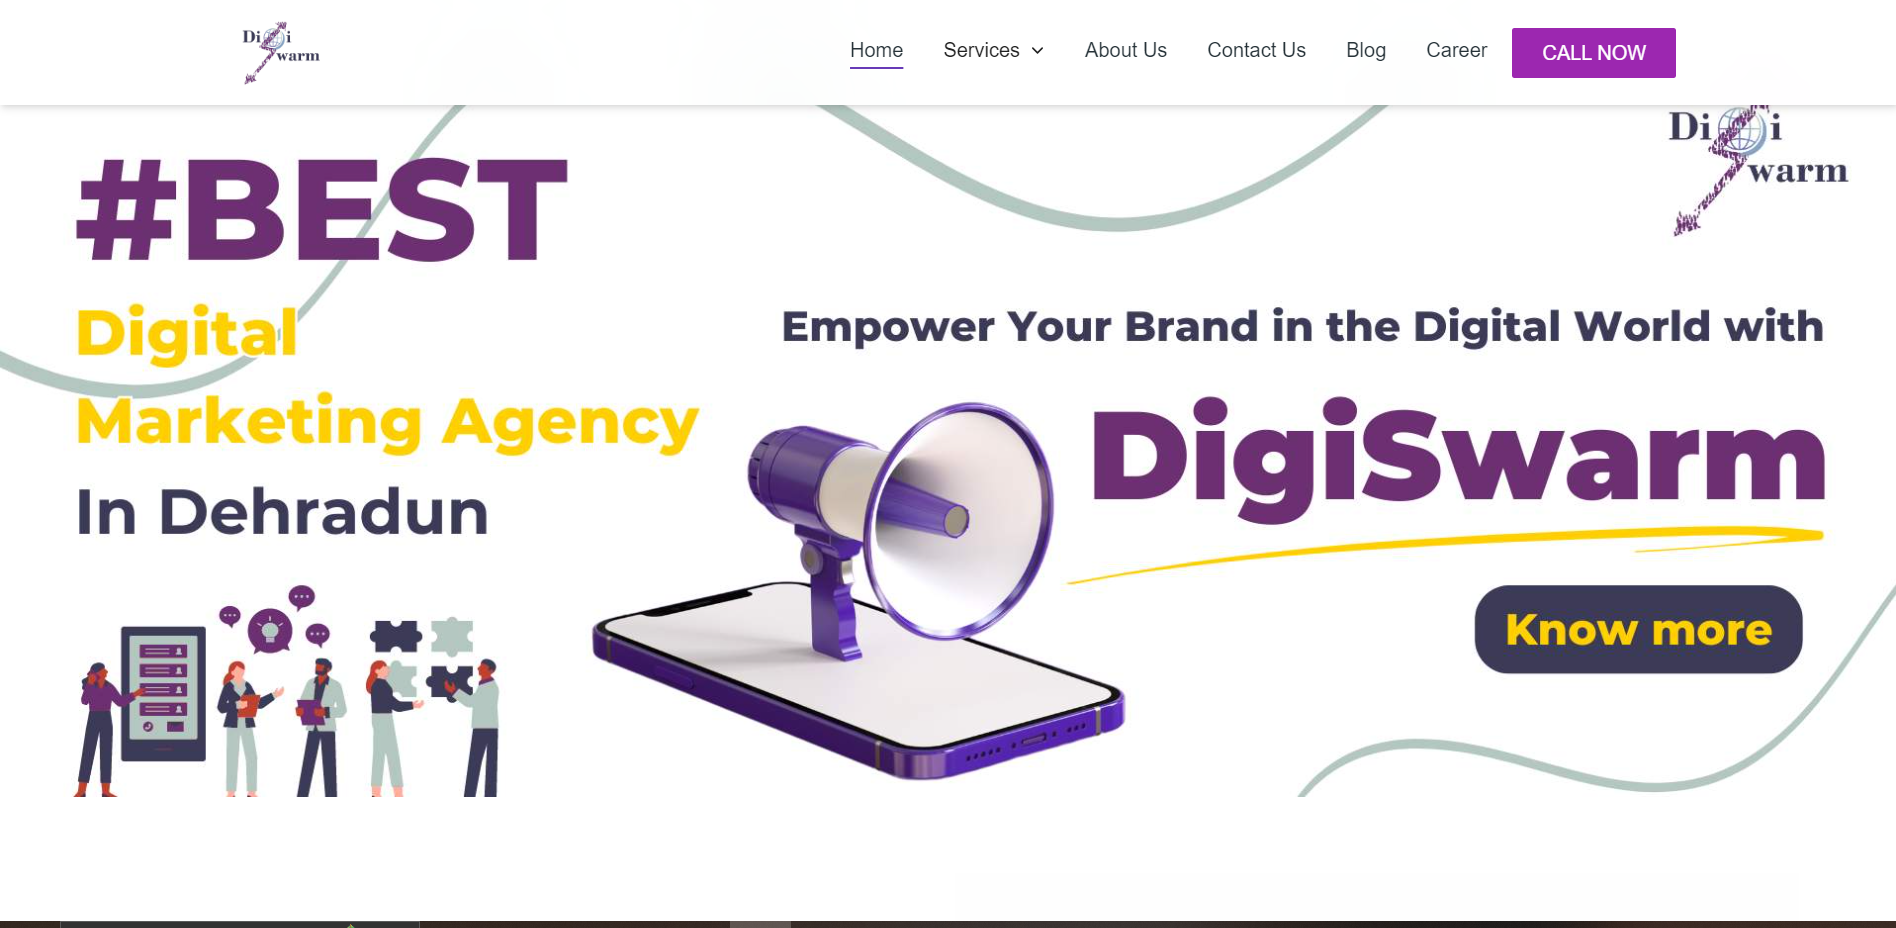 Di i
warm
Home Services About Us Contact Us Blog Career CALL NOW
Di i
warm
#BEST
Digital
Marketing Agency
In Dehradun
Empower Your Brand in the Digital World with
DigiSwarm
Know more